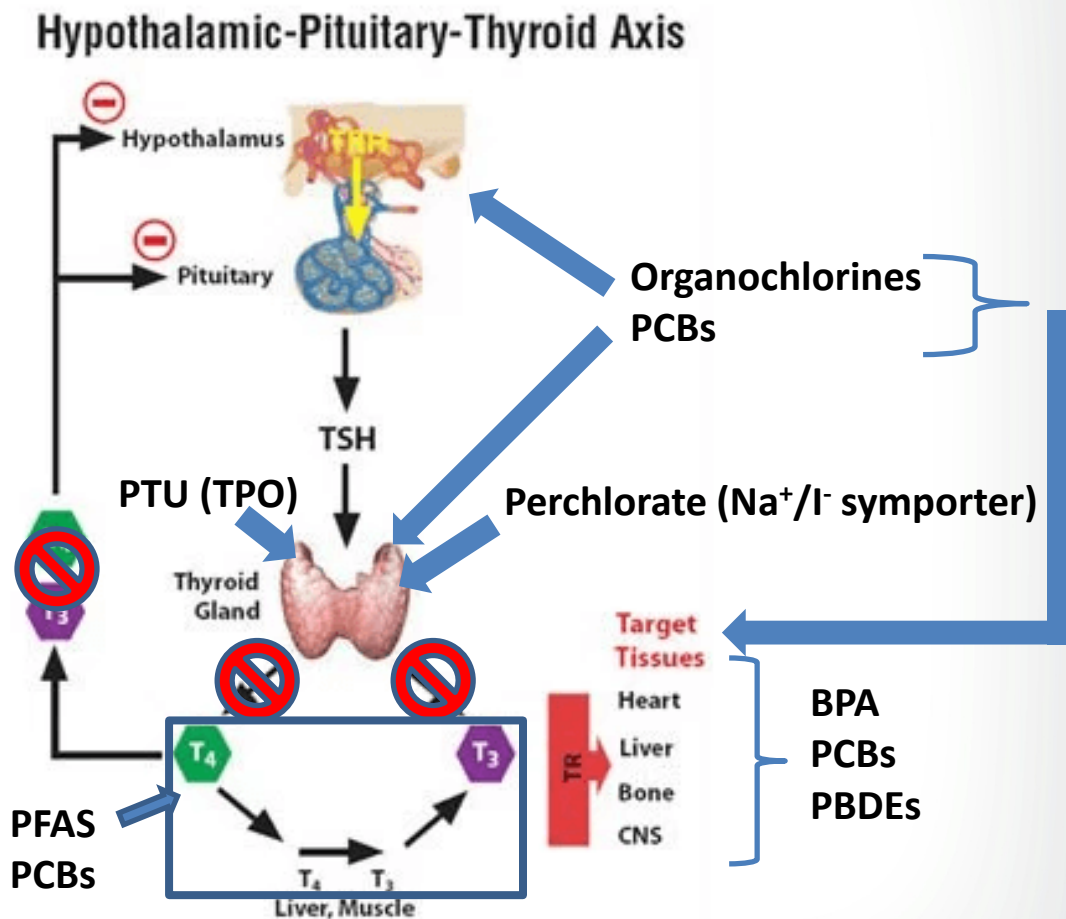 Hypothalamic-Pituitary-Thyroid Axis
Hypothalamus
TRH
Pituitary
Organochlorines
PCBs
TSH
PTU (TPO)
Perchlorate (Na⁺/I⁻ symporter)
Thyroid
Gland
T₃
Target
Tissues
Heart
Liver
Bone
CNS
TR
BPA
PCBs
PBDEs
T₄
T₃
PFAS
PCBs
T₄ T₃
Liver, Muscle